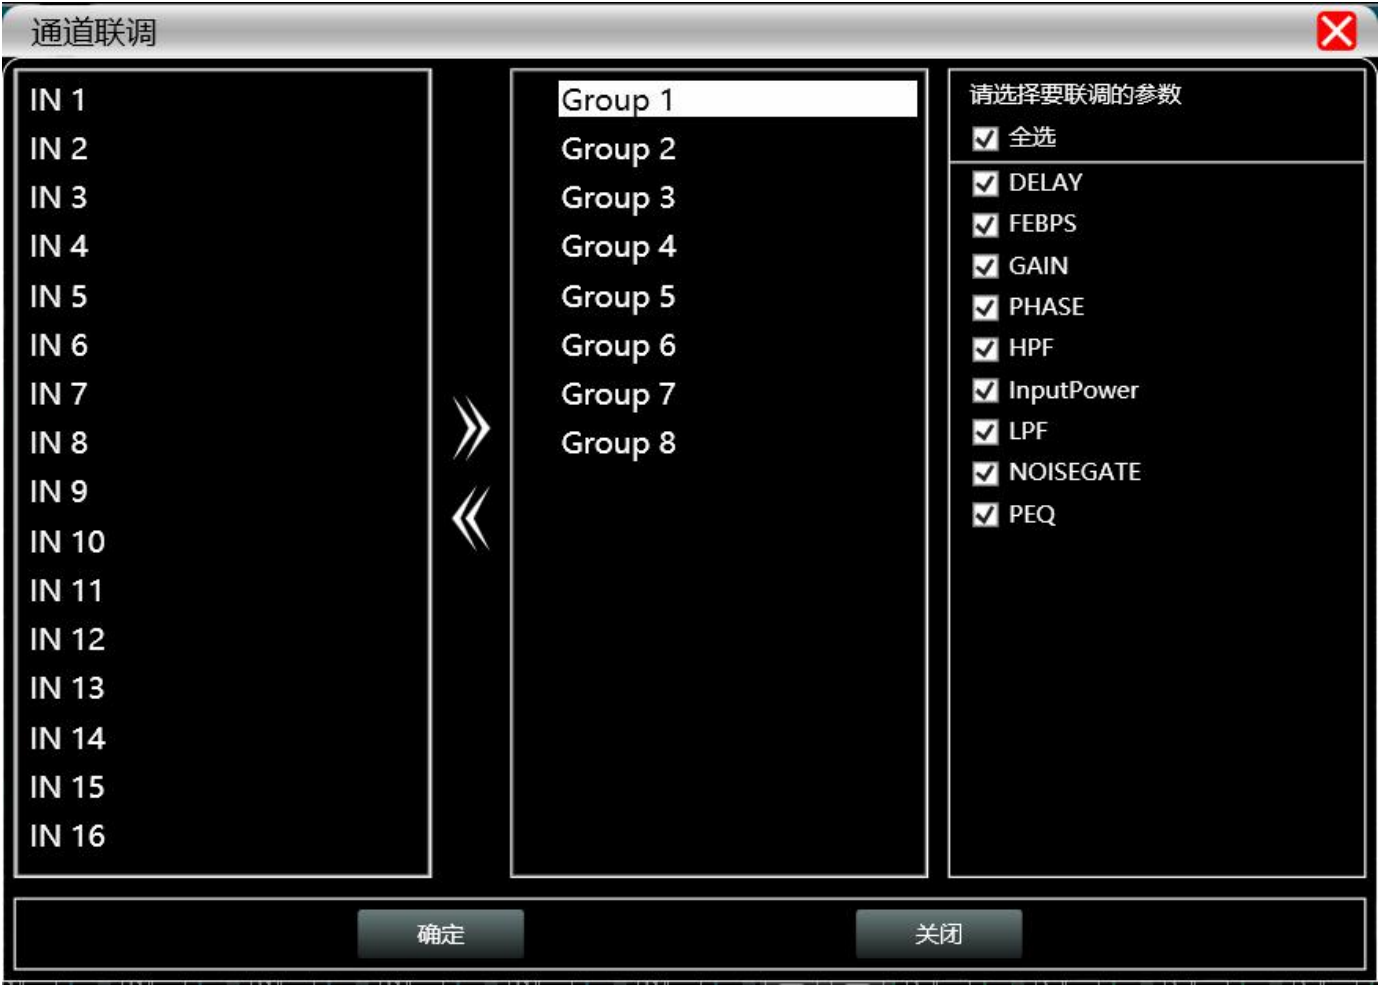 通道联调
IN 1
IN 2
IN 3
IN 4
IN 5
IN 6
IN 7
IN 8
IN 9
IN 10
IN 11
IN 12
IN 13
IN 14
IN 15
IN 16
Group 1
Group 2
Group 3
Group 4
Group 5
Group 6
Group 7
Group 8
请选择要联调的参数
全选
DELAY
FEBPS
GAIN
PHASE
HPF
InputPower
LPF
NOISEGATE
PEQ
确定
关闭